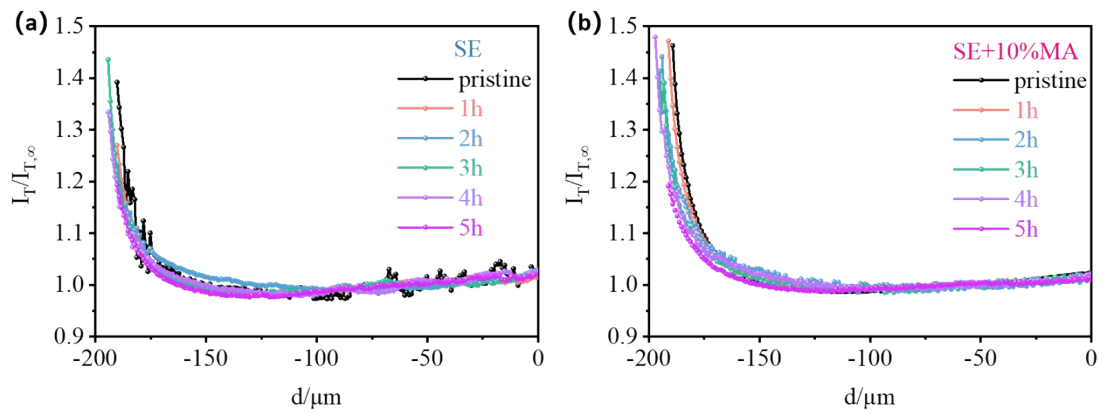 (a)
SE
pristine
1h
2h
3h
4h
5h
1.5
1.4
1.3
1.2
1.1
1.0
0.9
I_T/I_T,∞
-200 -150 -100 -50 0
d/μm
(b)
SE+10%MA
pristine
1h
2h
3h
4h
5h
1.5
1.4
1.3
1.2
1.1
1.0
0.9
I_T/I_T,∞
-200 -150 -100 -50 0
d/μm